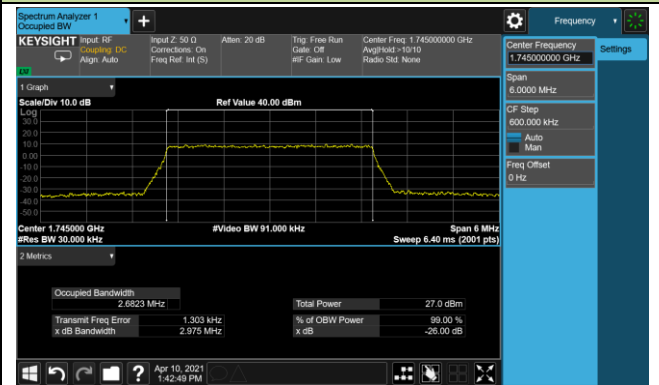 Spectrum Analyzer 1
Occupied BW
Frequency
KEYSIGHT
Input: RF
Coupling: DC
Align: Auto
Input Z: 50 Ω
Corrections: On
Freq Ref: Int (S)
Atten: 20 dB
Trig: Free Run
Gate: Off
#IF Gain: Low
Center Freq: 1.745000000 GHz
Avg|Hold:>10/10
Radio Std: None
Center Frequency
1.745000000 GHz
Settings
Span
6.0000 MHz
CF Step
600.000 kHz
Auto
Man
Freq Offset
0 Hz
1 Graph
Scale/Div 10.0 dB
Ref Value 40.00 dBm
Log
30.0
20.0
10.0
0.00
-10.0
-20.0
-30.0
-40.0
-50.0
Center 1.745000 GHz
#Video BW 91.000 kHz
Span 6 MHz
#Res BW 30.000 kHz
Sweep 6.40 ms (2001 pts)
2 Metrics
Occupied Bandwidth
2.6823 MHz
Total Power 27.0 dBm
Transmit Freq Error 1.303 kHz
% of OBW Power 99.00 %
x dB Bandwidth 2.975 MHz
x dB -26.00 dB
?
Apr 10, 2021
1:42:49 PM